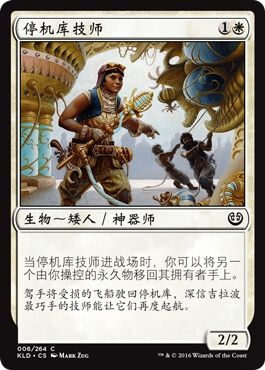 停机库技师 1
生物～矮人／神器师
当停机库技师进战场时，你可以将另一
个由你操控的永久物移回其拥有者手上。
驾手将受损的飞船驶回停机库，深信吉拉波
最巧手的技师能让它们再度起航。
2/2
006/264 C
KLD • CS MARK ZUG
™ & © 2016 Wizards of the Coast